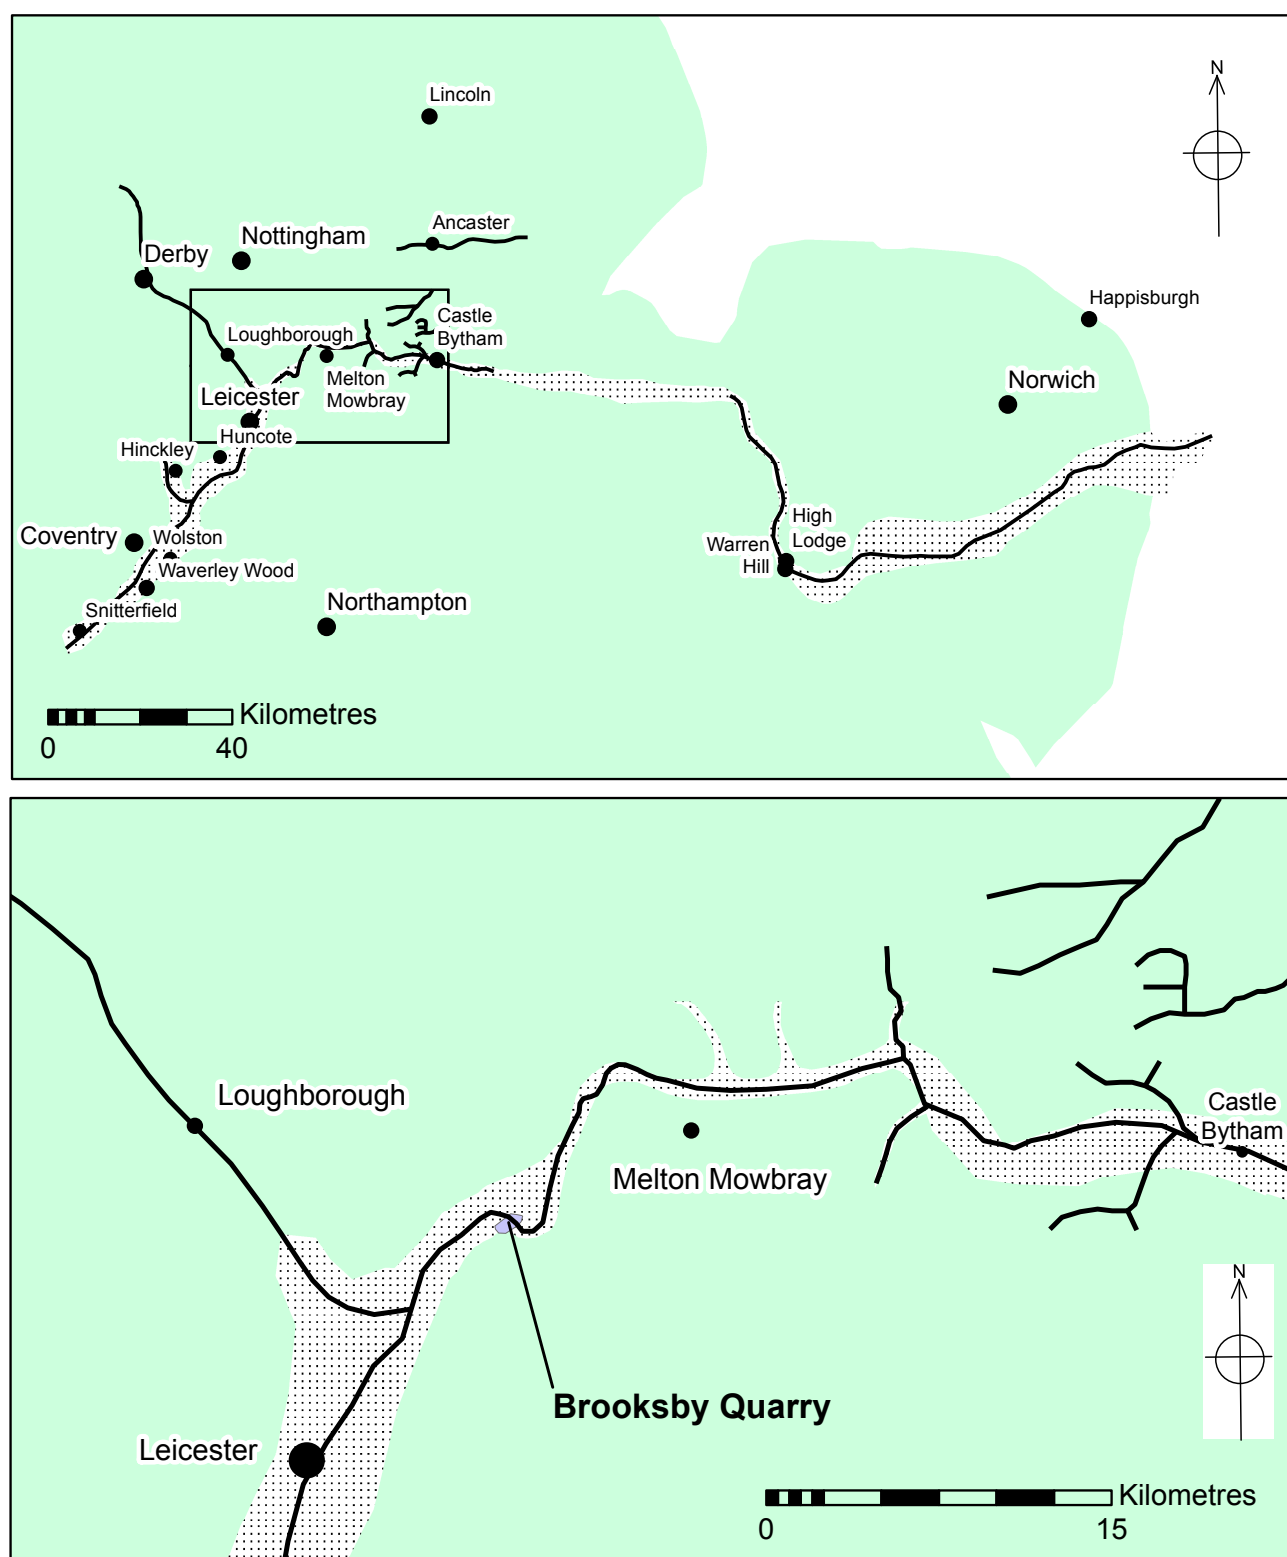 Lincoln
N
Ancaster
Nottingham
Derby
Happisburgh
Castle
Bytham
Loughborough
Melton
Mowbray
Norwich
Leicester
Huncote
Hinckley
High
Lodge
Coventry
Wolston
Warren
Hill
Waverley Wood
Snitterfield
Northampton
Kilometres
0 40
Loughborough
Castle
Bytham
Melton Mowbray
N
Brooksby Quarry
Leicester
Kilometres
0 15